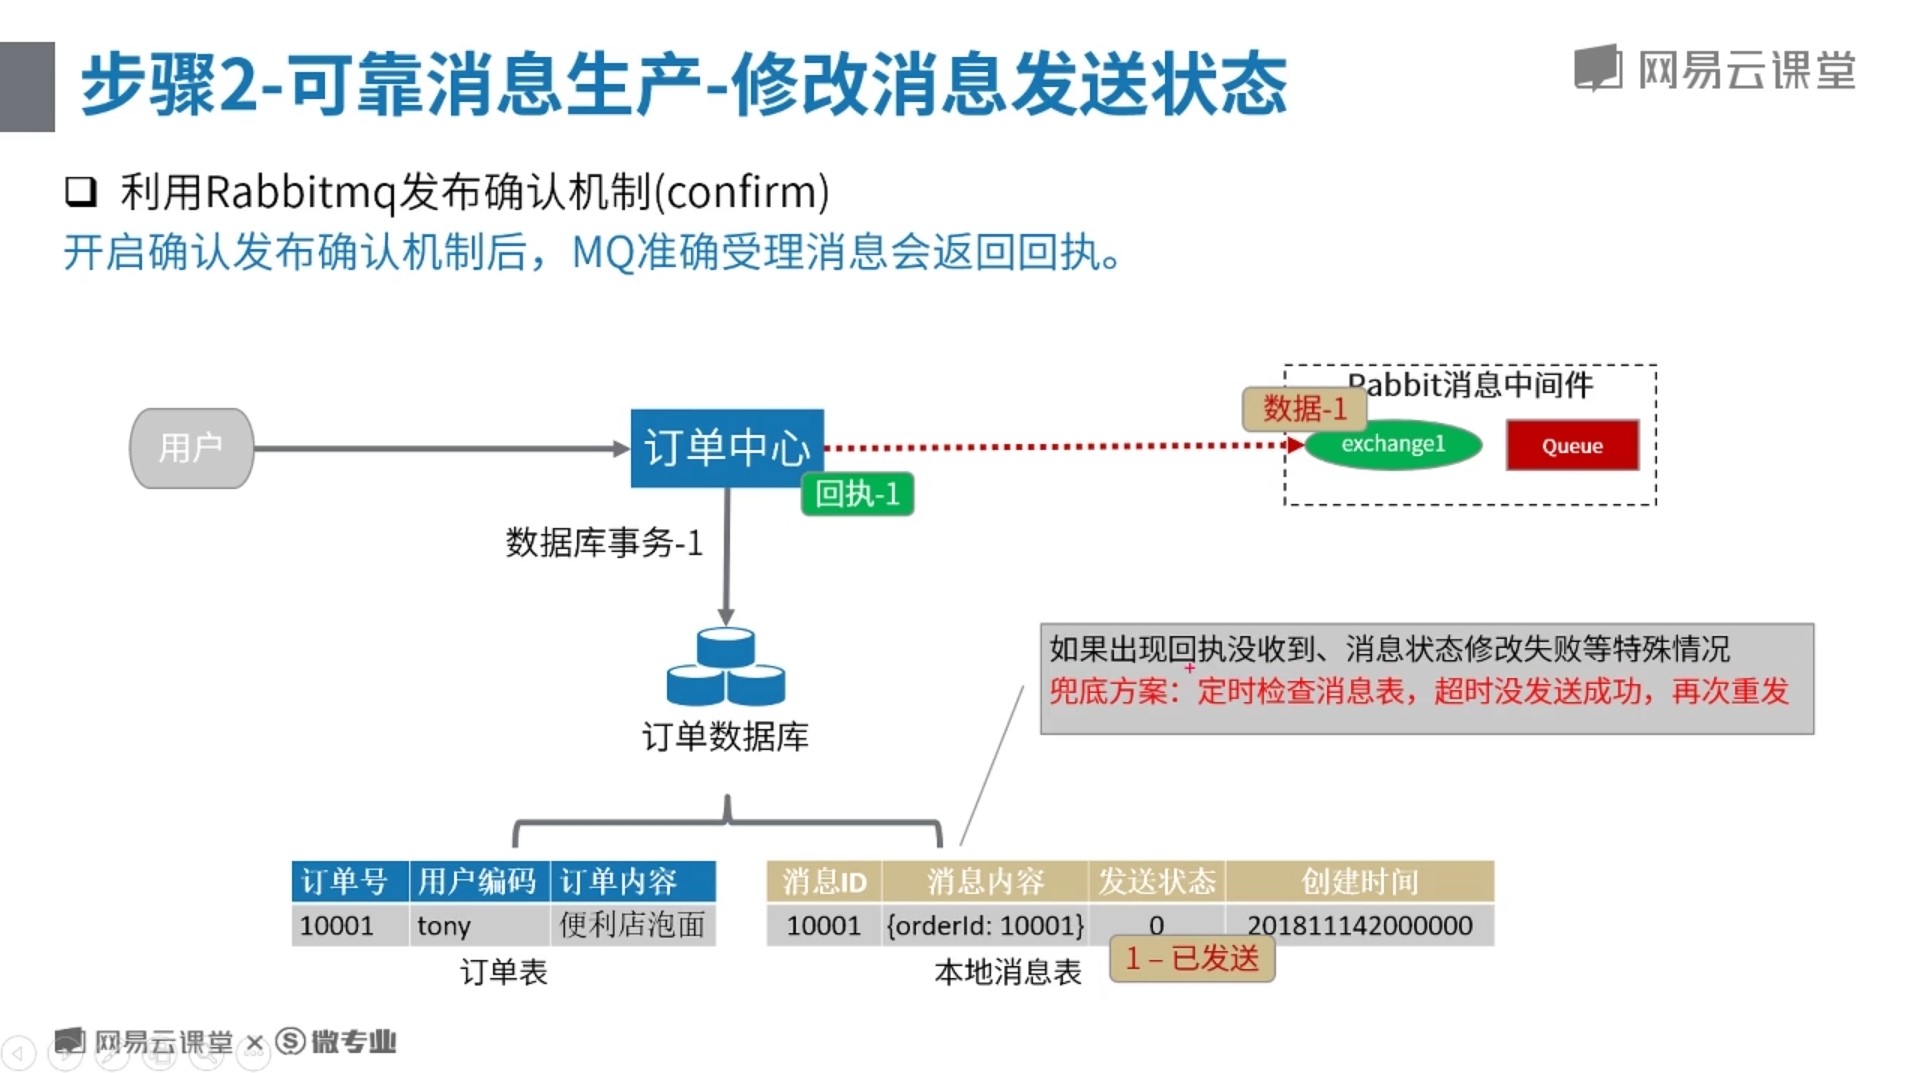 步骤2-可靠消息生产-修改消息发送状态
网易云课堂
利用Rabbitmq发布确认机制(confirm)
开启确认发布确认机制后，MQ准确受理消息会返回回执。
Rabbit消息中间件
数据-1
用户
订单中心
exchange1
Queue
回执-1
数据库事务-1
如果出现回执没收到、消息状态修改失败等特殊情况
兜底方案：定时检查消息表，超时没发送成功，再次重发
订单数据库
订单号 用户编码 订单内容
10001 tony 便利店泡面
订单表
消息ID 消息内容 发送状态 创建时间
10001 {orderId: 10001} 0 201811142000000
1 – 已发送
本地消息表
网易云课堂 × 微专业